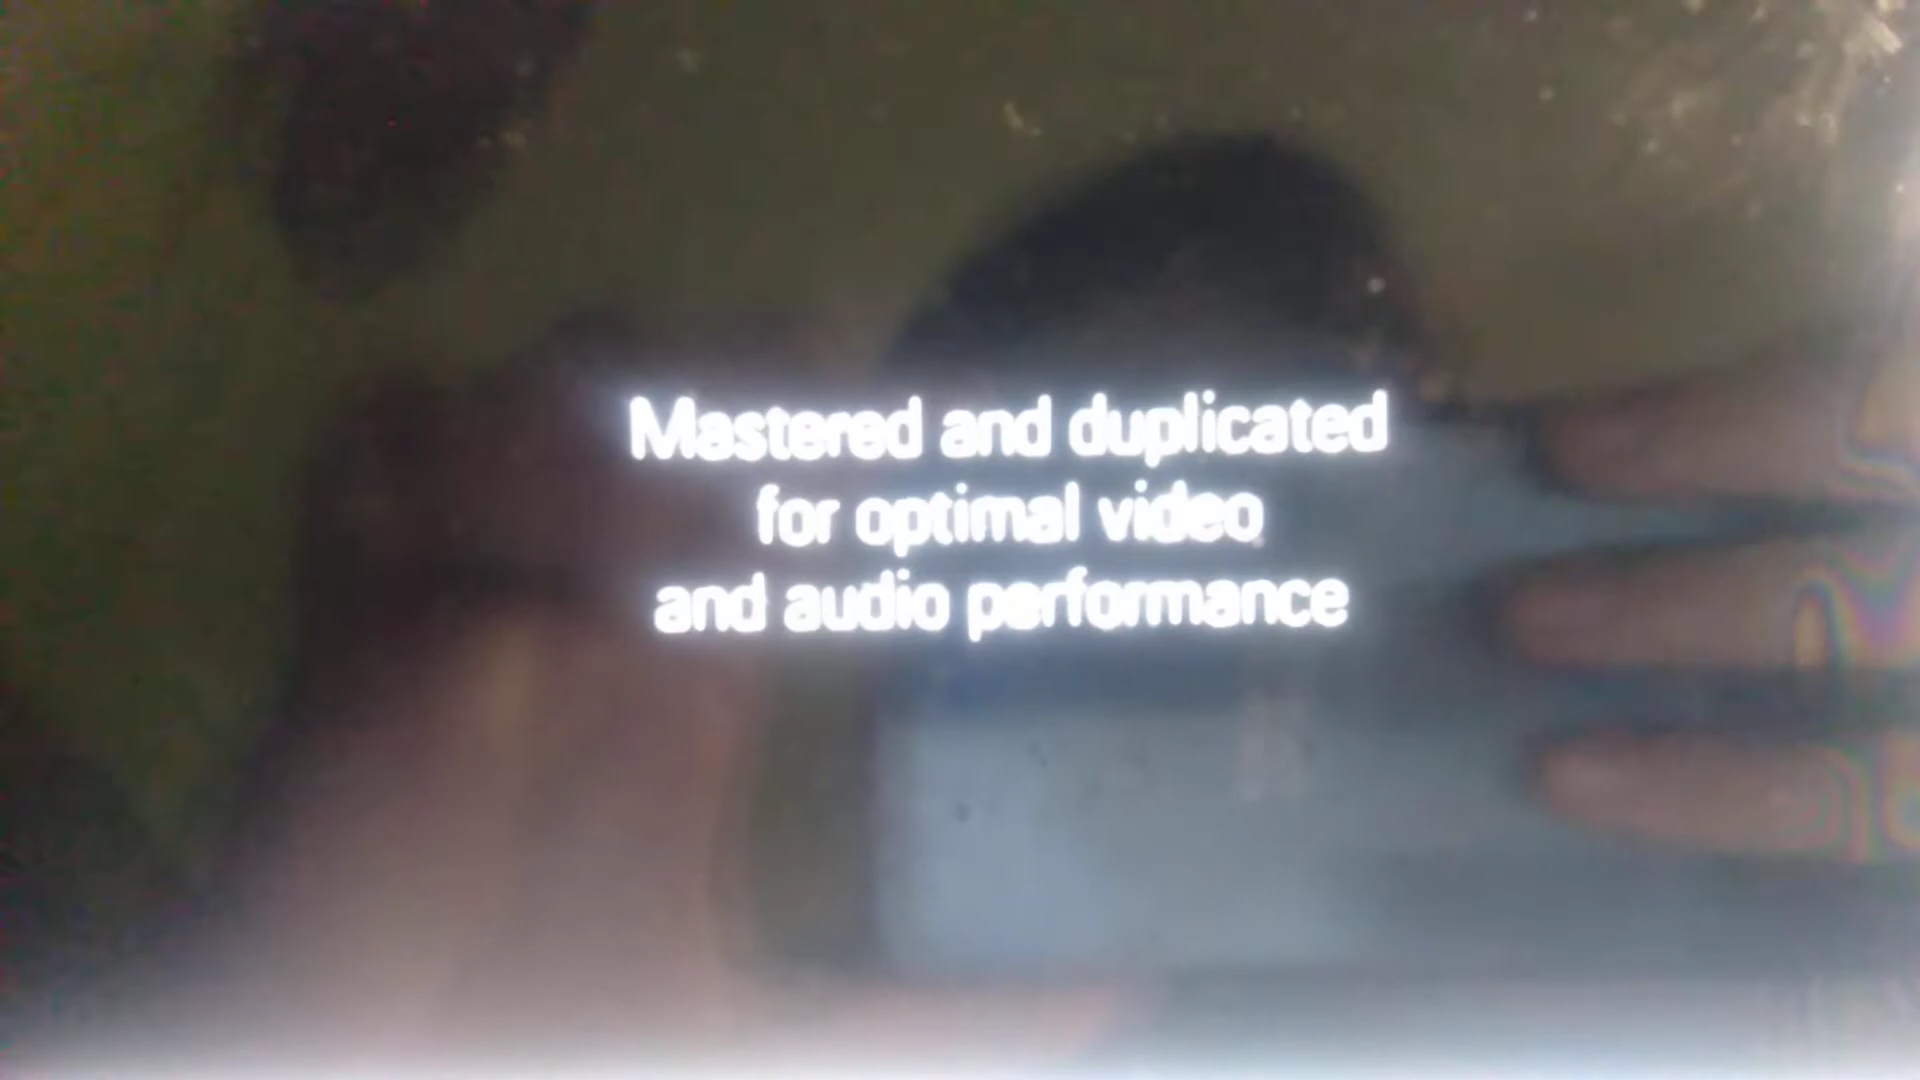 Mastered and duplicated
for optimal video
and audio performance